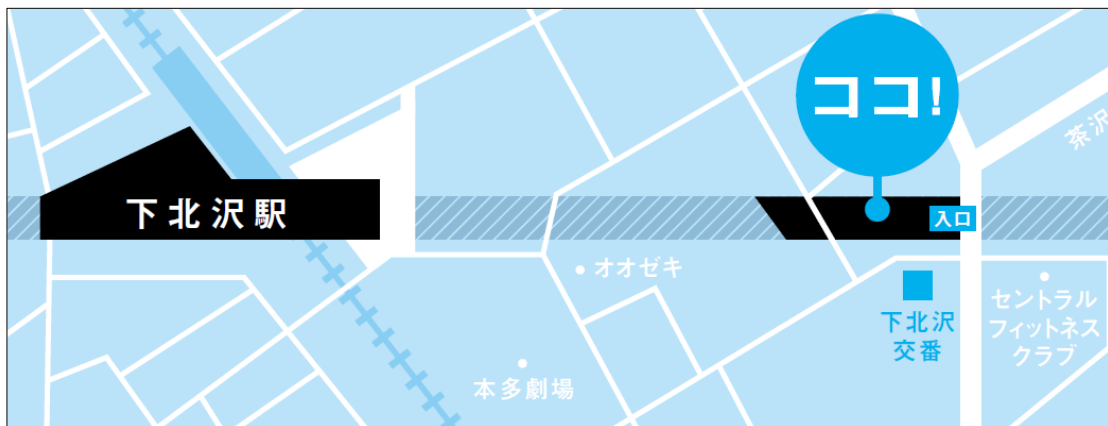 ココ!
茶沢
下北沢駅
入口
オオゼキ
下北沢
交番
セントラル
フィットネス
クラブ
本多劇場